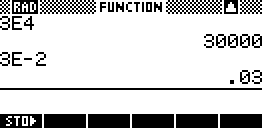 RAD FUNCTION
3E4
30000
3E-2
.03
STO▶